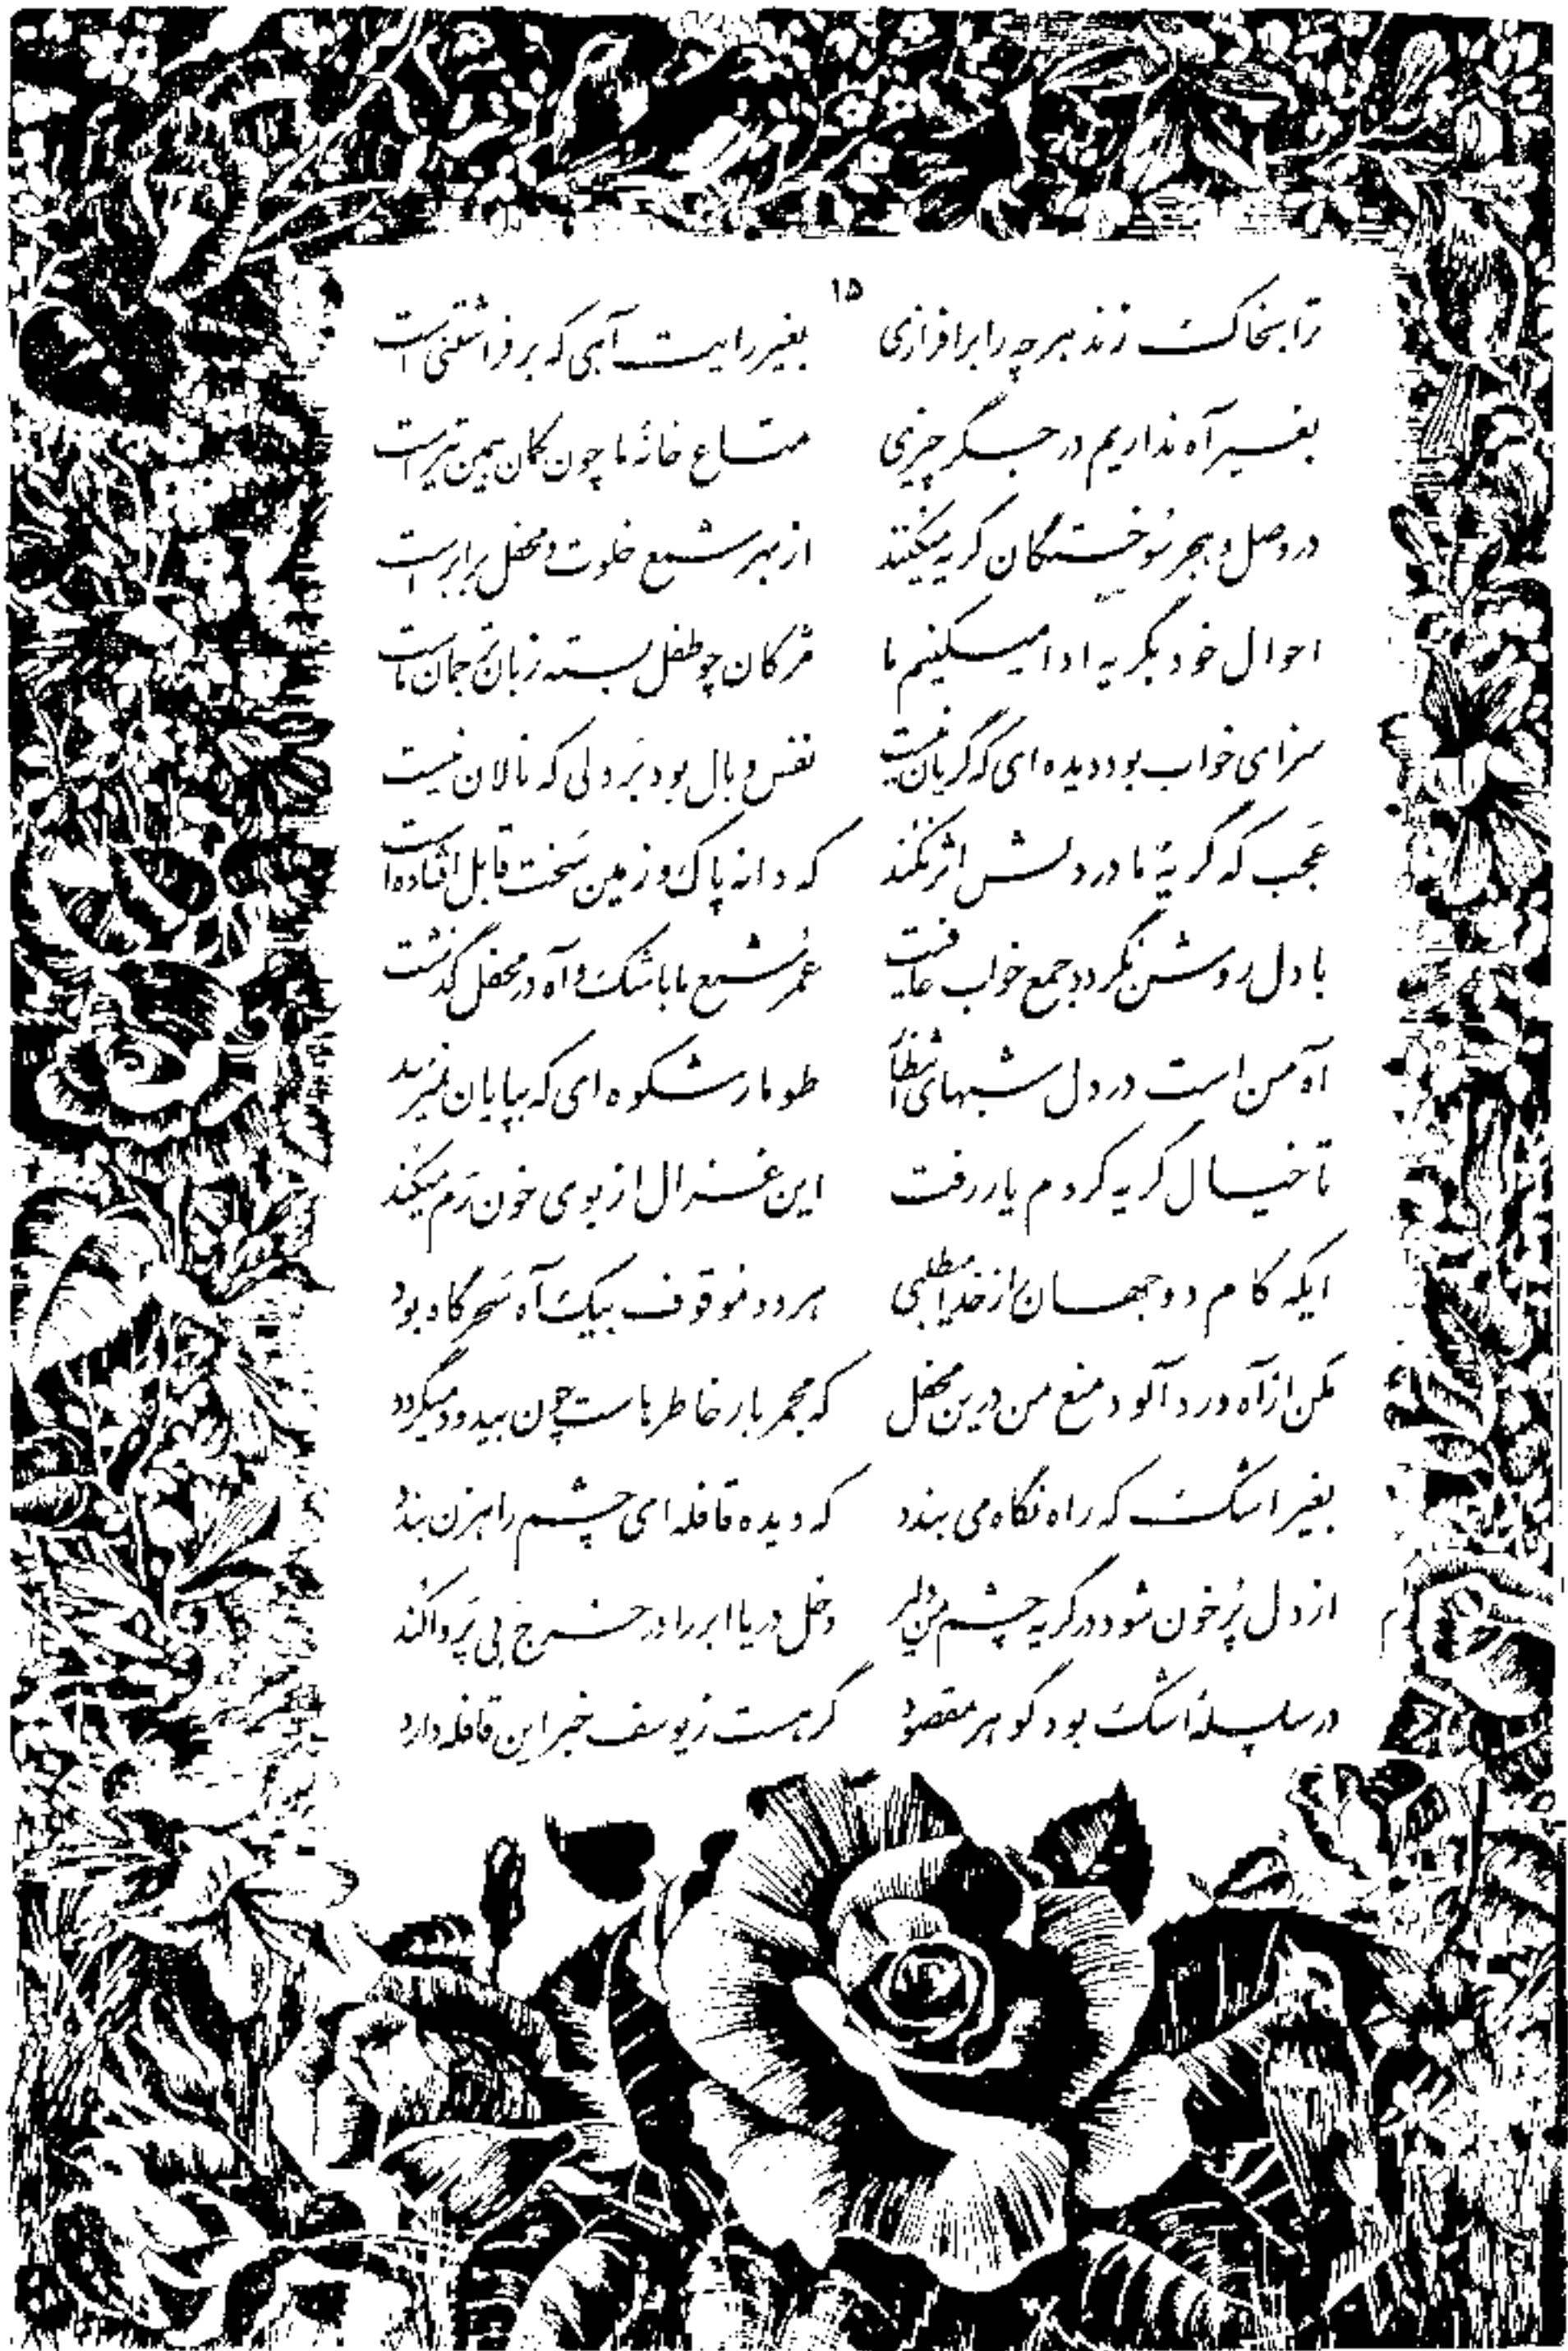 ۱۵
ترا بخاک زند هر چه را برافرازی بغیر رایت آهی که بر فراشتنی است
بغیر آه نداریم در جگر چیزی متاع خانهٔ ما چون کمان همین تیر است
در وصل و هجر سوختگان گریه میکنند از بهر شمع خلوت و محفل برابر است
احوال خود بگریه ادا میکنیم ما مژگان چو طفل بسته زبان ترجمان ماست
سزای خواب بود دیده ای که گریان نیست نفس وبال بود بر دلی که نالان نیست
عجب که گریهٔ ما در دلش اثر نکند که دانه پاک و زمین سخت قابل افتاده است
با دل روشن نگردد جمع خواب عافیت عمر شمع ما باشک و آه در محفل گذشت
آه من است در دل شبهای انتظار طومار شکوه ای که بپایان نمیرسد
تا خیال گریه کردم یار رفت این غزال از بوی خون رم میکند
ایکه کام دو جهان از خدا میطلبی هر دو موقوف بیک آه سحرگاه بود
مکن از آه درد آلود منع من درین محفل که مجمر بار خاطرهاست چون بیدود میگردد
بغیر اشک که راه نگاه می بندد که دیده قافله ای چشم راهزن بندد
از دل پر خون شود در گریه چشم من دلیر دخل دریا ابر را در خرج بی پروا کند
در سلسلهٔ اشک بود گوهر مقصود گر هست ز یوسف خبر این قافله دارد